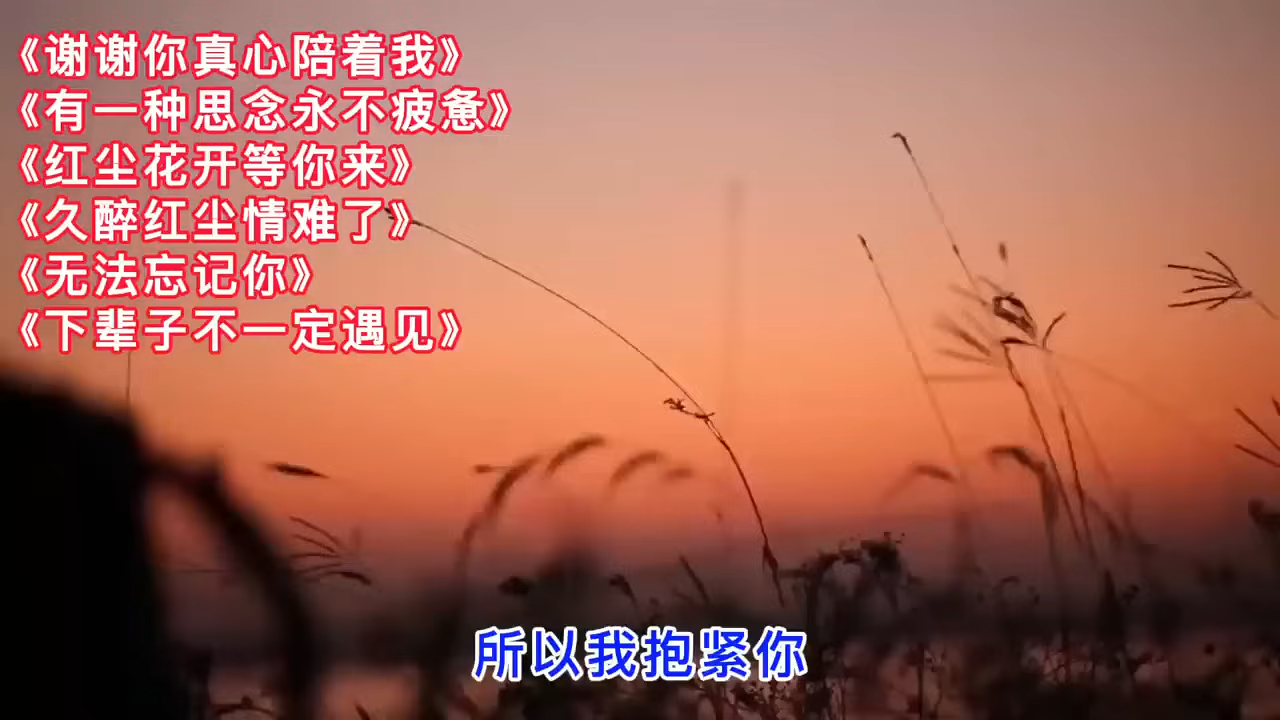 《谢谢你真心陪着我》
《有一种思念永不疲惫》
《红尘花开等你来》
《久醉红尘情难了》
《无法忘记你》
《下辈子不一定遇见》
所以我抱紧你